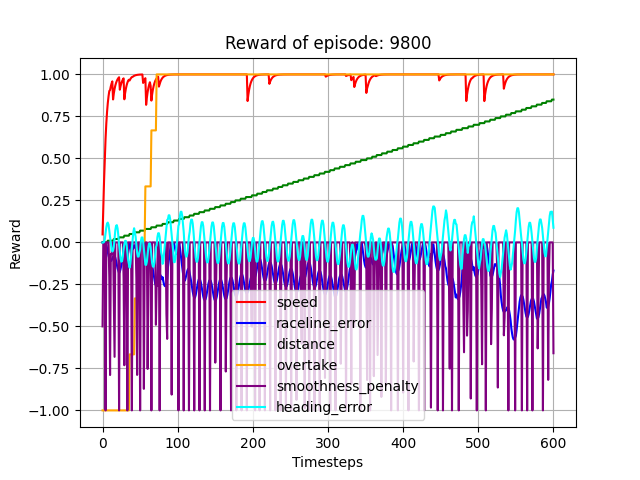 Reward of episode: 9800
1.00
0.75
0.50
0.25
0.00
−0.25
−0.50
−0.75
−1.00
Reward
speed
raceline_error
distance
overtake
smoothness_penalty
heading_error
0 100 200 300 400 500 600
Timesteps